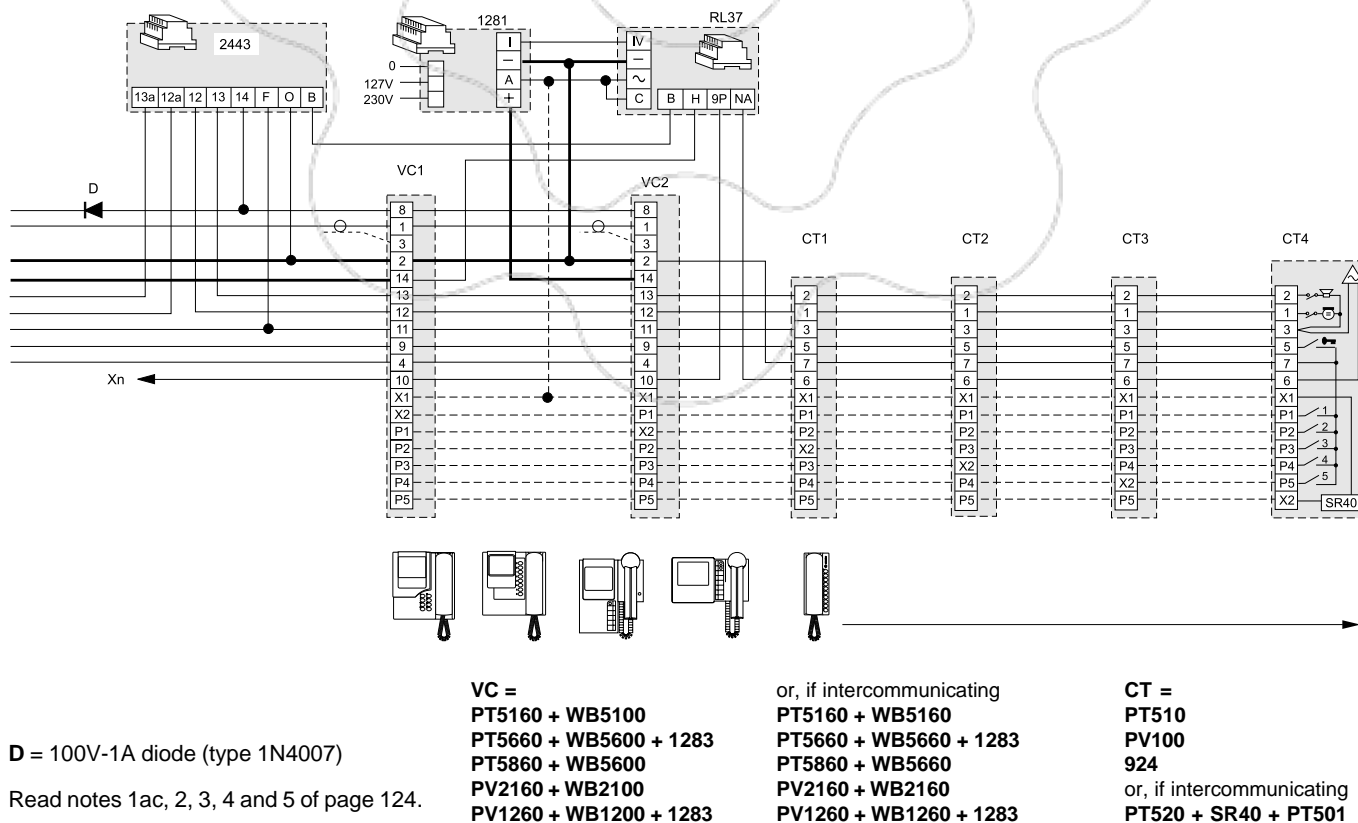 2443
13a 12a 12 13 14 F O B
1281
0
127V
230V
I
–
A
+
RL37
IV
–
~
C
B H 9P NA
D
VC1
8
1
3
2
14
13
12
11
9
4
10
X1
X2
P1
P2
P3
P4
P5
Xn
VC2
8
1
3
2
14
13
12
11
9
4
10
X1
P1
X2
P2
P3
P4
P5
CT1
2
1
3
5
7
6
X1
P1
P2
X2
P3
P4
P5
CT2
2
1
3
5
7
6
X1
P1
P2
P3
X2
P4
P5
CT3
2
1
3
5
7
6
X1
P1
P2
P3
P4
X2
P5
CT4
2
1
3
5
7
6
X1
P1 1
P2 2
P3 3
P4 4
P5 5
X2
SR40
D = 100V-1A diode (type 1N4007)
Read notes 1ac, 2, 3, 4 and 5 of page 124.
VC =
PT5160 + WB5100
PT5660 + WB5600 + 1283
PT5860 + WB5600
PV2160 + WB2100
PV1260 + WB1200 + 1283
or, if intercommunicating
PT5160 + WB5160
PT5660 + WB5660 + 1283
PT5860 + WB5660
PV2160 + WB2160
PV1260 + WB1260 + 1283
CT =
PT510
PV100
924
or, if intercommunicating
PT520 + SR40 + PT501